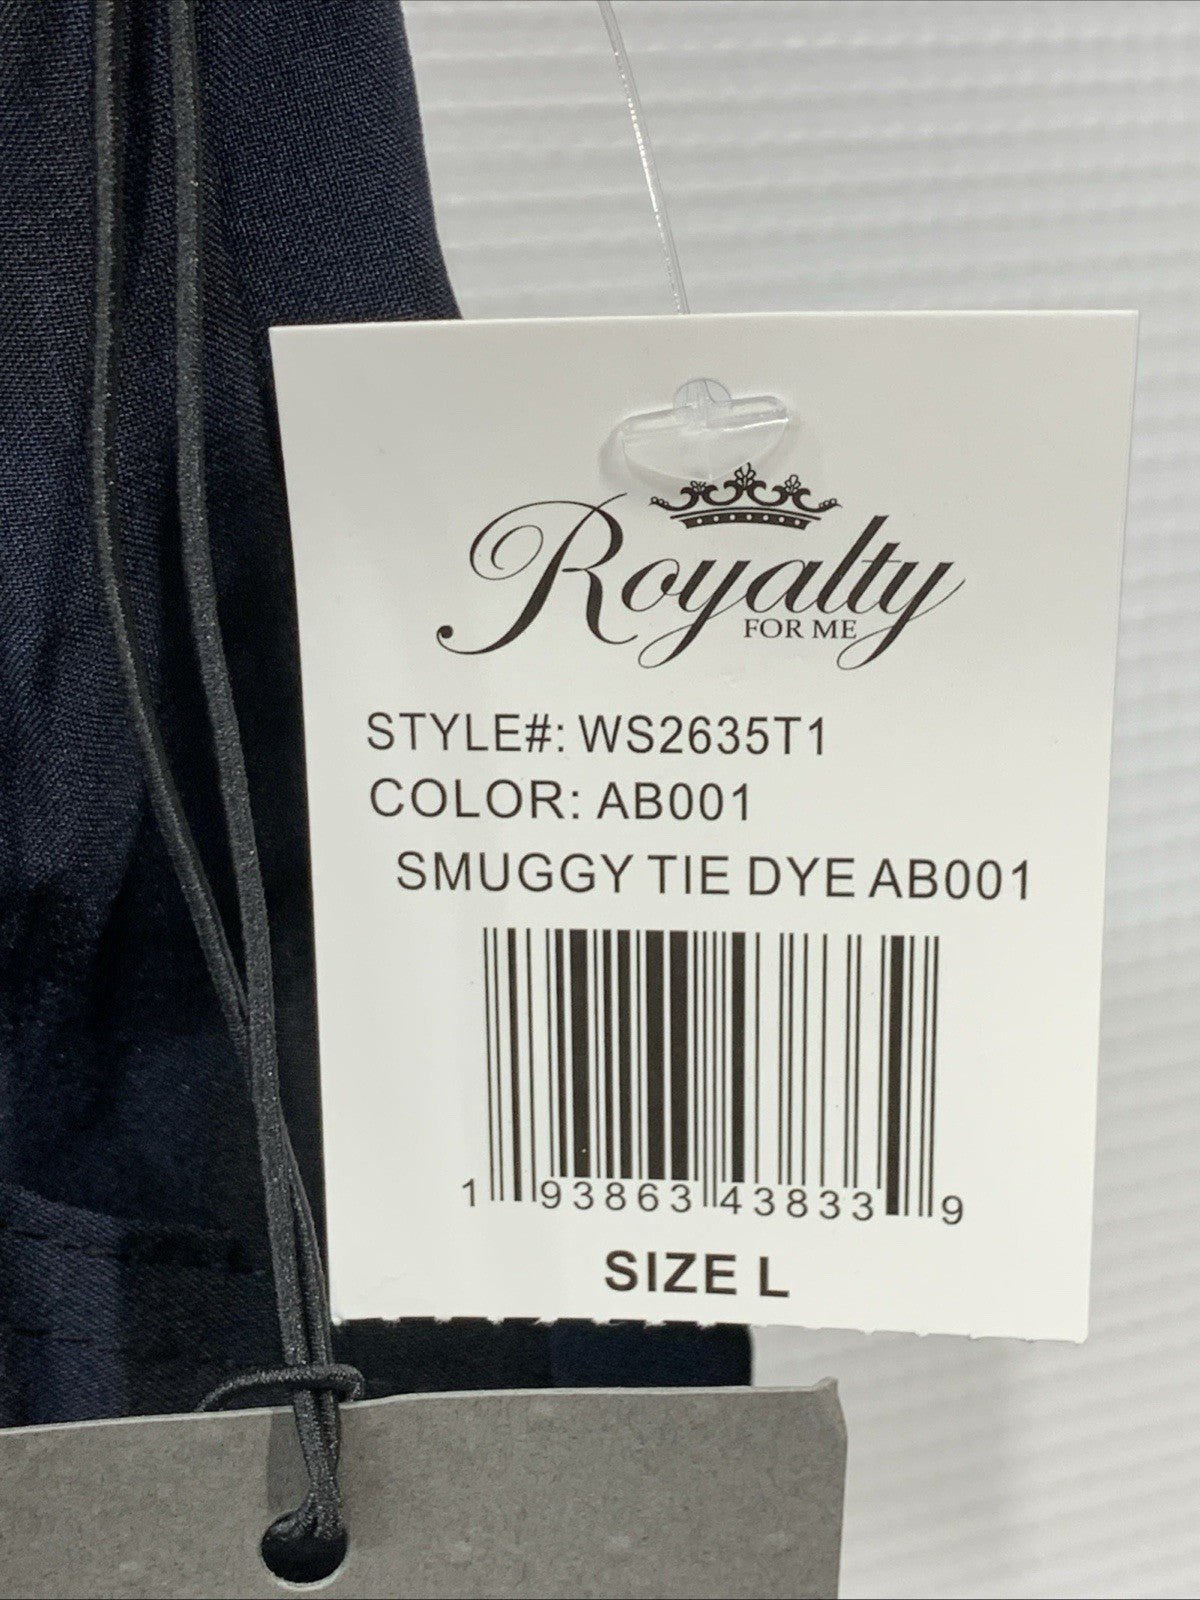 Royalty
FOR ME
STYLE#: WS2635T1
COLOR: AB001
SMUGGY TIE DYE AB001
1 93863 43833 9
SIZE L